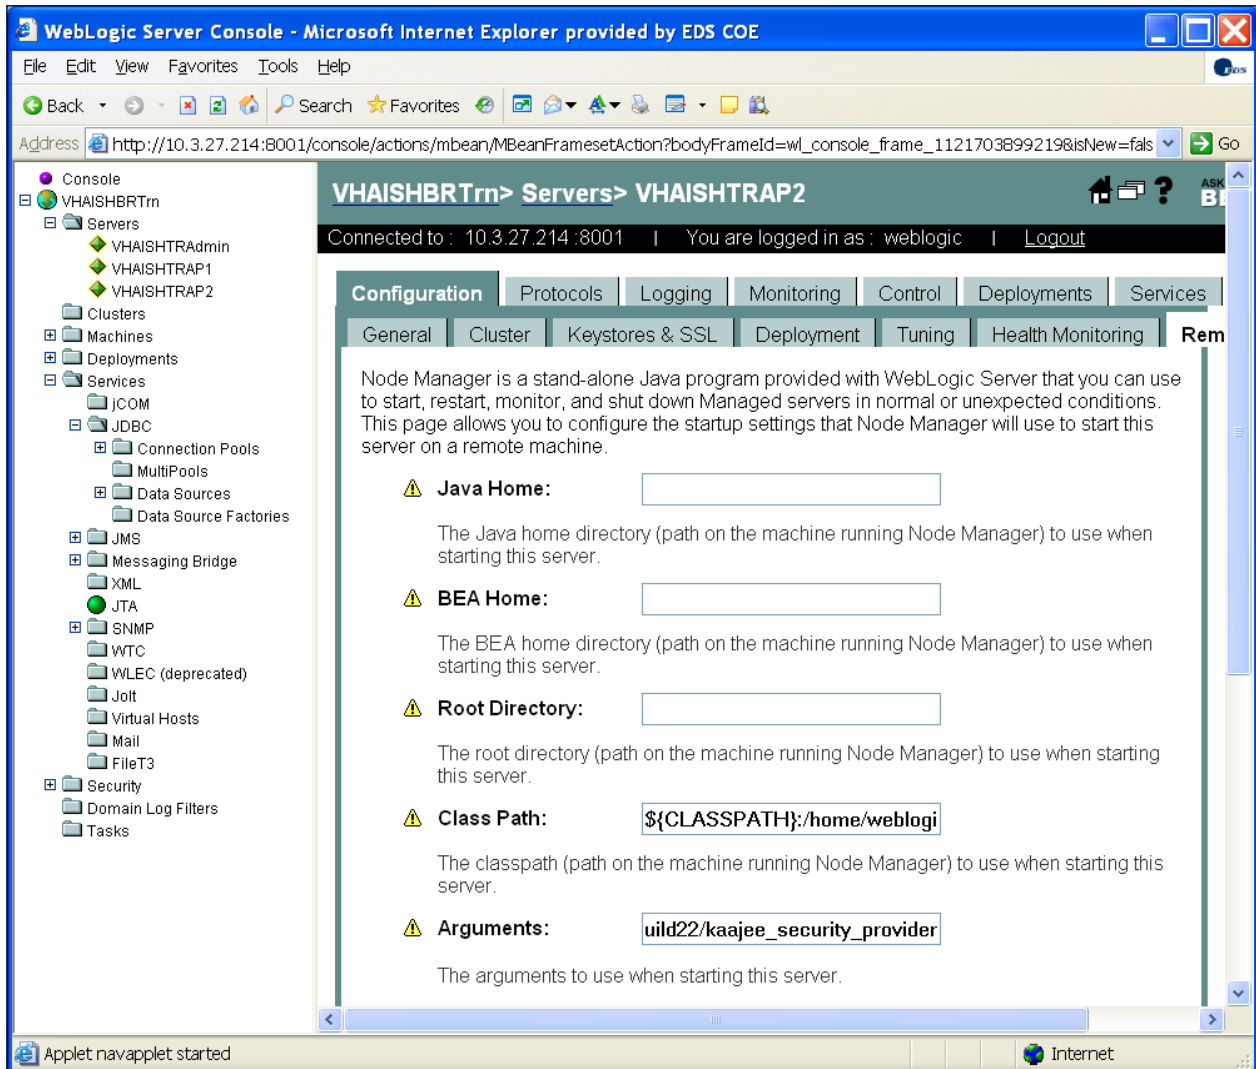 WebLogic Server Console - Microsoft Internet Explorer provided by EDS COE
File Edit View Favorites Tools Help
EDS
Back Search Favorites
Address http://10.3.27.214:8001/console/actions/mbean/MBeanFramesetAction?bodyFrameId=wl_console_frame_1121703899219&isNew=fals Go
Console
VHAISHBRTrn
Servers
VHAISHTRAdmin
VHAISHTRAP1
VHAISHTRAP2
Clusters
Machines
Deployments
Services
jCOM
JDBC
Connection Pools
MultiPools
Data Sources
Data Source Factories
JMS
Messaging Bridge
XML
JTA
SNMP
WTC
WLEC (deprecated)
Jolt
Virtual Hosts
Mail
FileT3
Security
Domain Log Filters
Tasks
VHAISHBRTrn> Servers> VHAISHTRAP2
? ASK
BE
Connected to : 10.3.27.214 :8001 | You are logged in as : weblogic | Logout
Configuration Protocols Logging Monitoring Control Deployments Services
General Cluster Keystores & SSL Deployment Tuning Health Monitoring Rem
Node Manager is a stand-alone Java program provided with WebLogic Server that you can use
to start, restart, monitor, and shut down Managed servers in normal or unexpected conditions.
This page allows you to configure the startup settings that Node Manager will use to start this
server on a remote machine.
Java Home:
The Java home directory (path on the machine running Node Manager) to use when
starting this server.
BEA Home:
The BEA home directory (path on the machine running Node Manager) to use when
starting this server.
Root Directory:
The root directory (path on the machine running Node Manager) to use when starting
this server.
Class Path: ${CLASSPATH}:/home/weblogi
The classpath (path on the machine running Node Manager) to use when starting this
server.
Arguments: uild22/kaajee_security_provider
The arguments to use when starting this server.
Applet navapplet started Internet